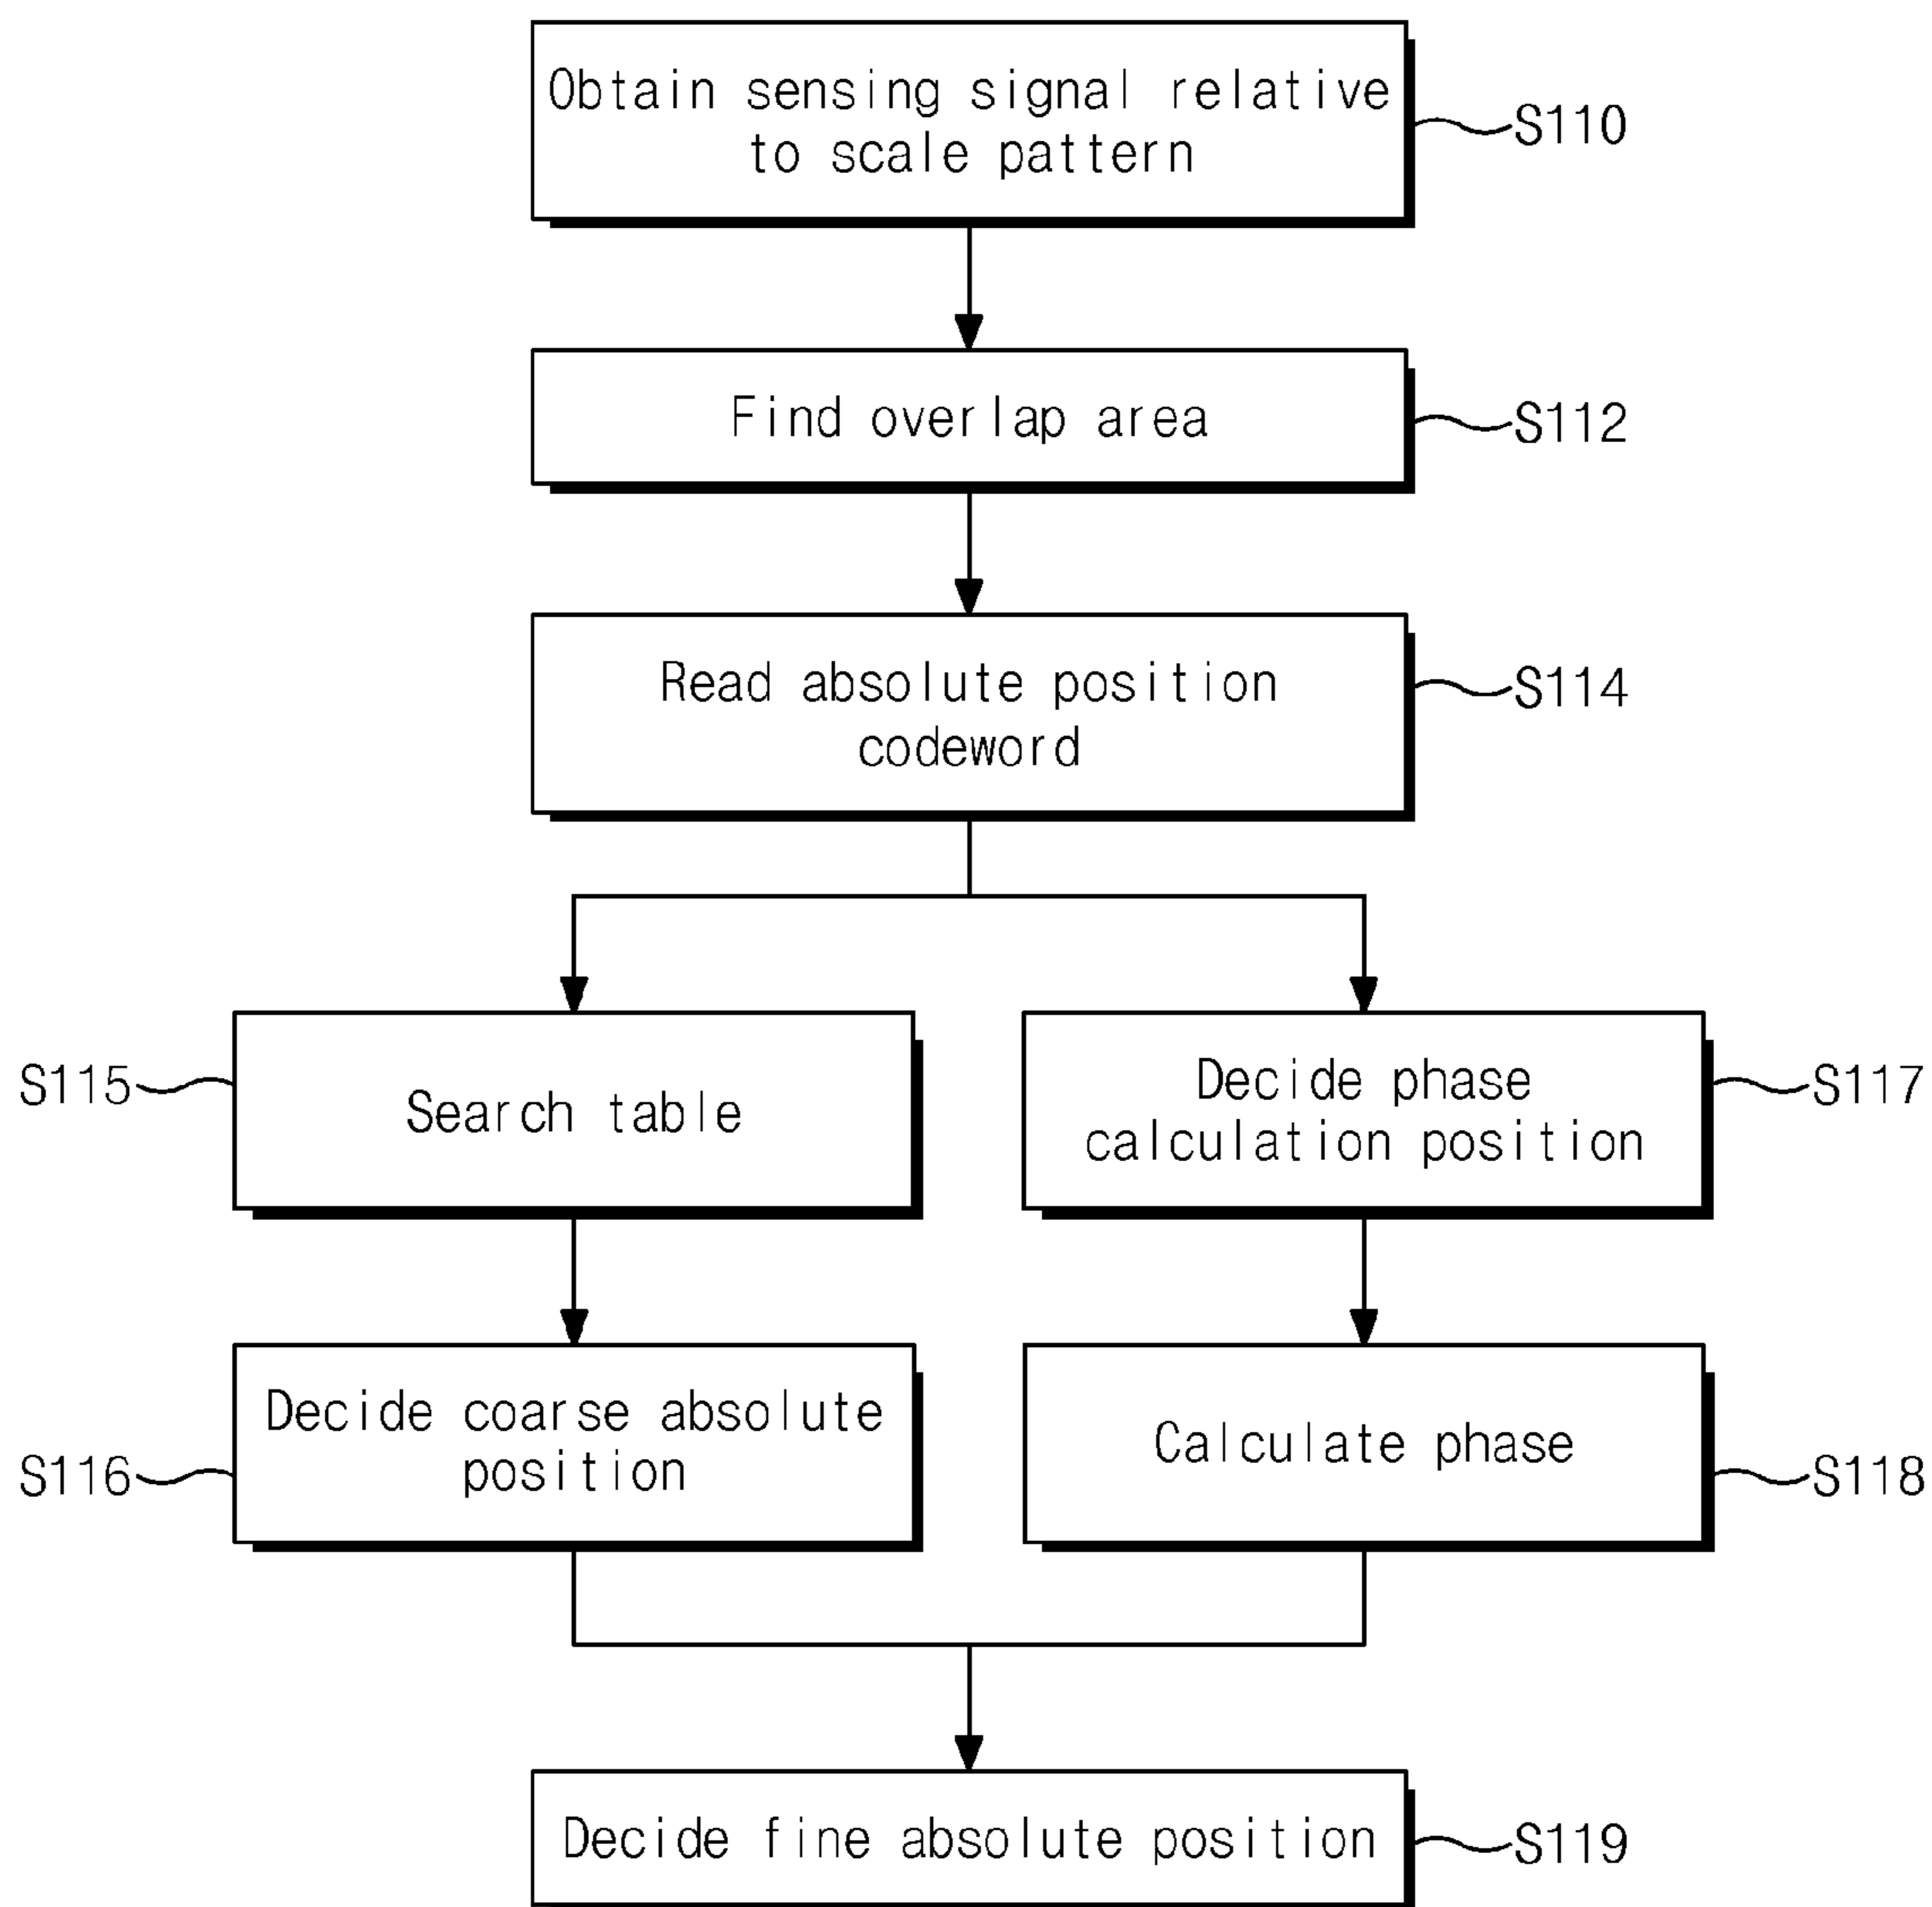 Obtain sensing signal relative
to scale pattern
S110
Find overlap area
S112
Read absolute position
codeword
S114
S115
Search table
Decide phase
calculation position
S117
S116
Decide coarse absolute
position
Calculate phase
S118
Decide fine absolute position
S119